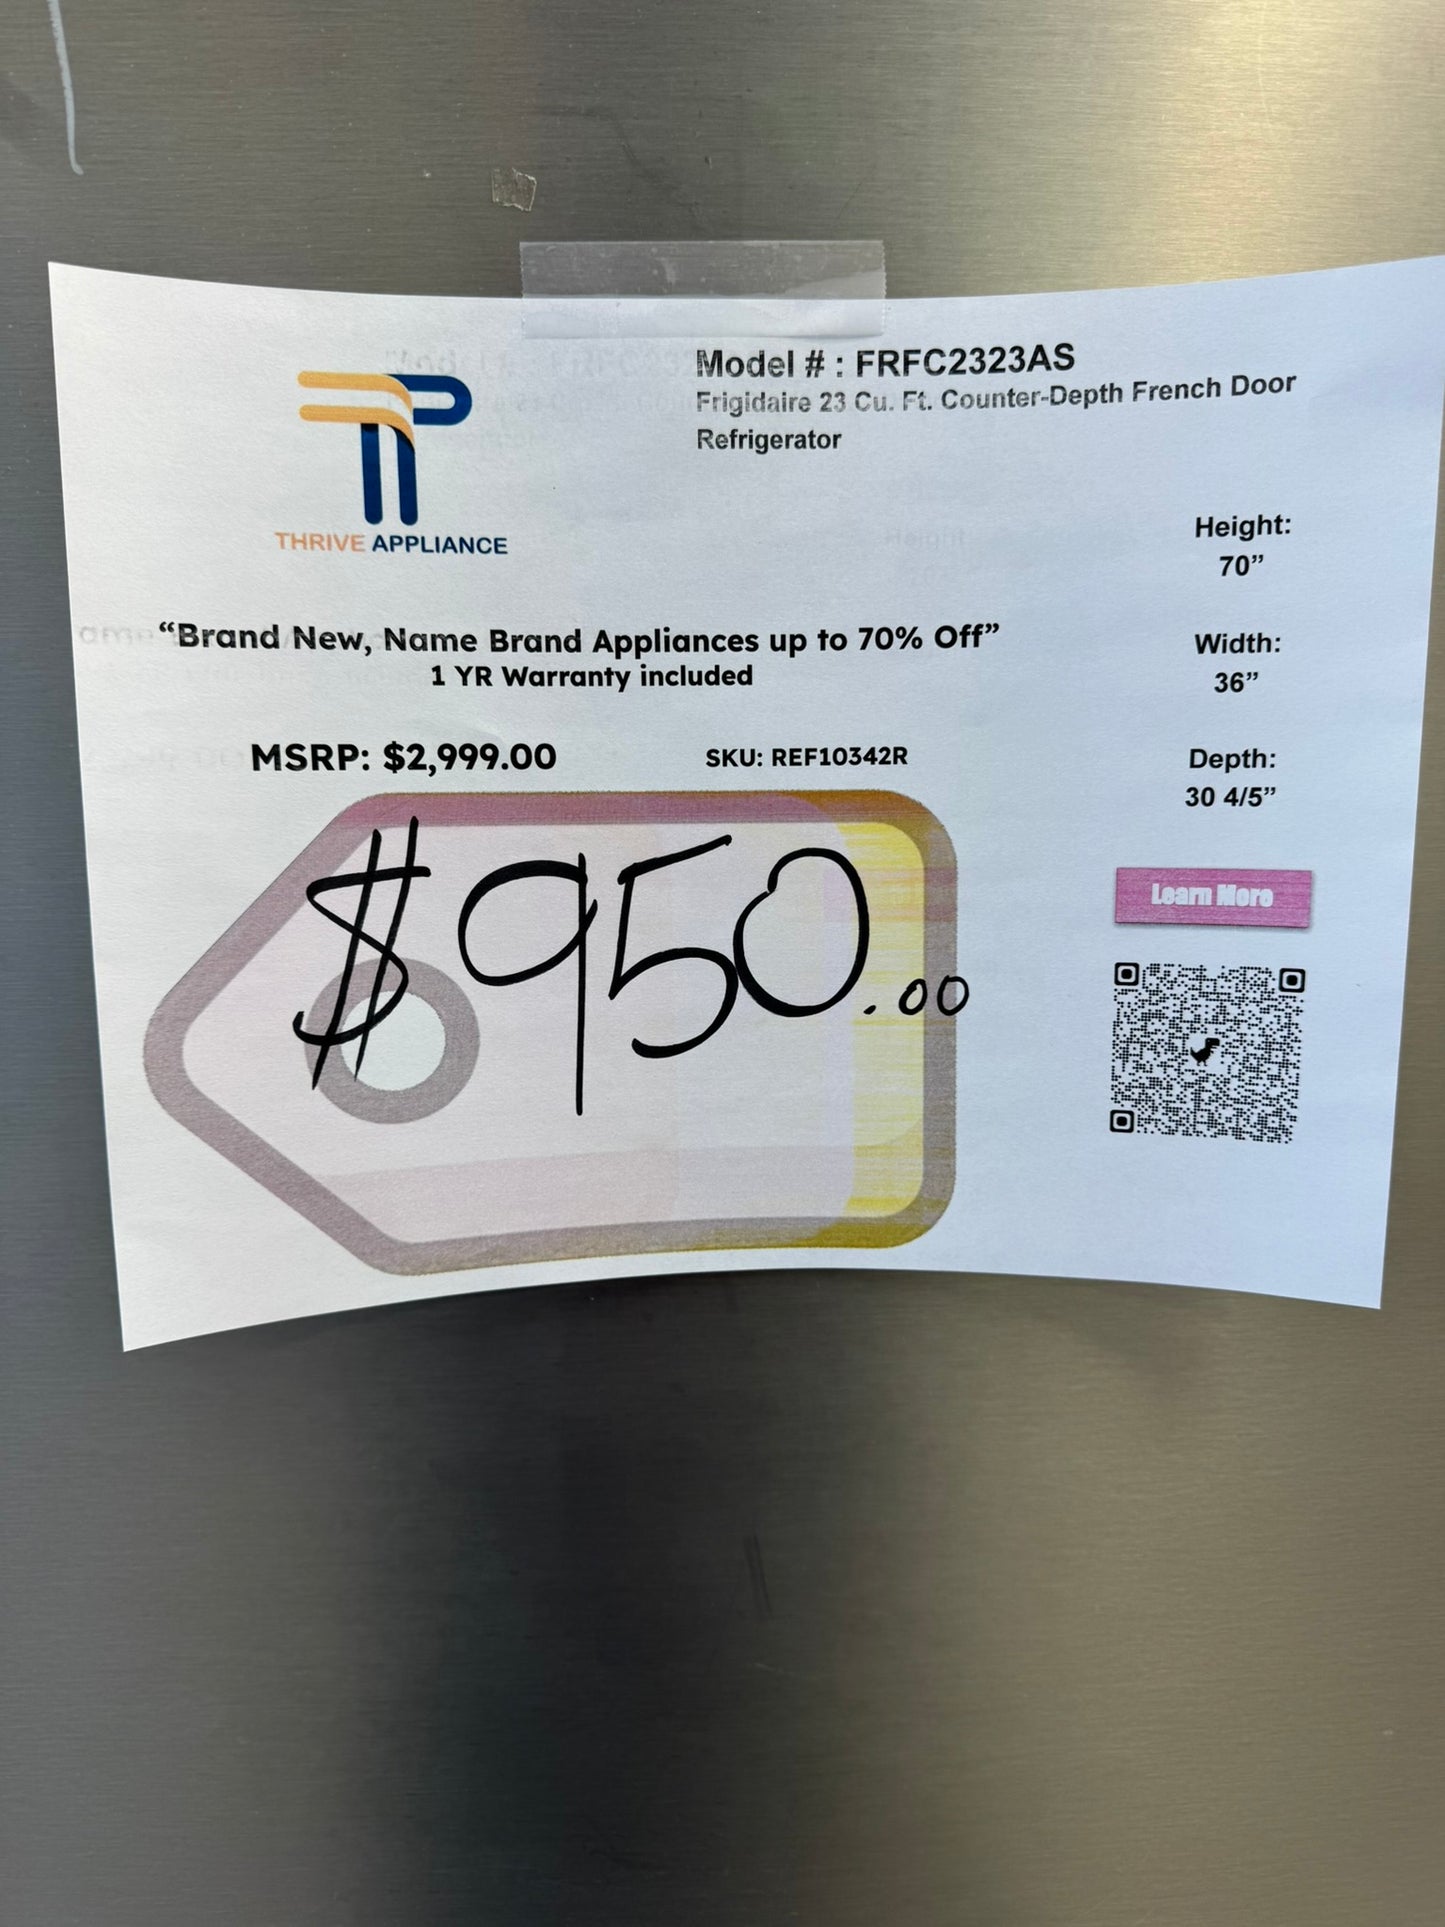 Model # : FRFC2323AS
Frigidaire 23 Cu. Ft. Counter-Depth French Door
Refrigerator
THRIVE APPLIANCE
Height:
70”
“Brand New, Name Brand Appliances up to 70% Off”
1 YR Warranty included
Width:
36”
MSRP: $2,999.00
SKU: REF10342R
Depth:
30 4/5”
$950.00
Learn More